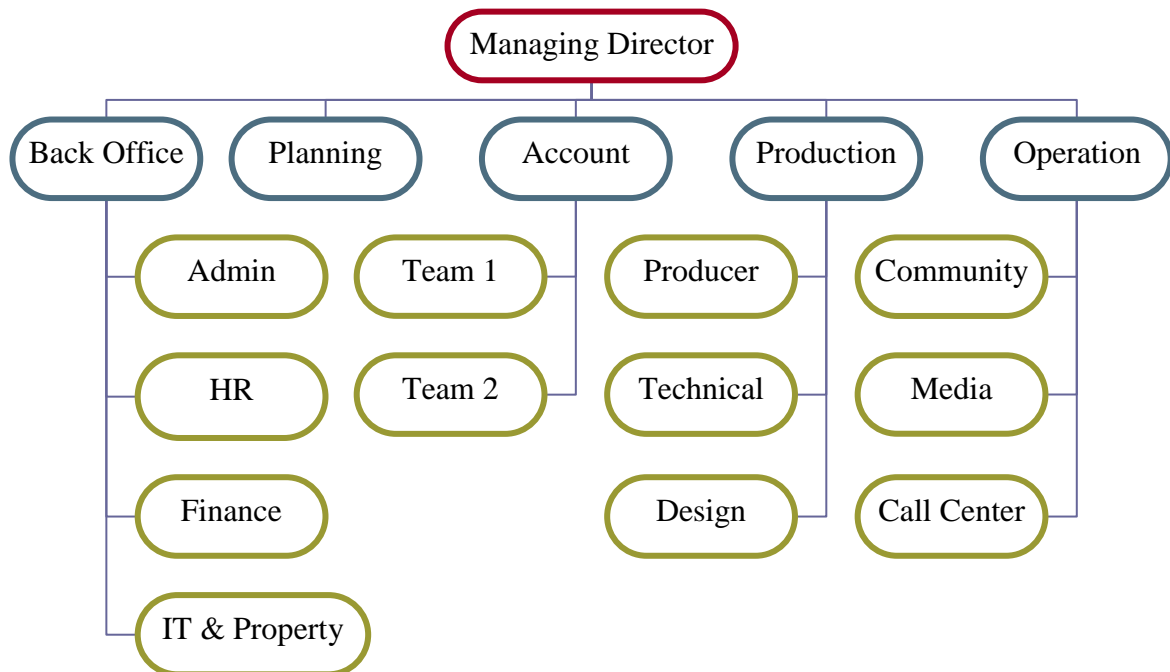 Managing Director
Back Office
Planning
Account
Production
Operation
Admin
Team 1
Producer
Community
HR
Team 2
Technical
Media
Finance
Design
Call Center
IT & Property